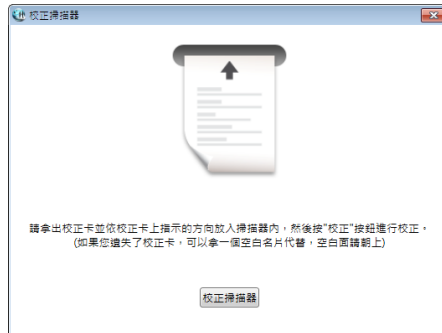 校正掃描器
請拿出校正卡並依校正卡上指示的方向放入掃描器內，然後按"校正"按鈕進行校正。
(如果您遺失了校正卡，可以拿一個空白名片代替，空白面請朝上)
校正掃描器